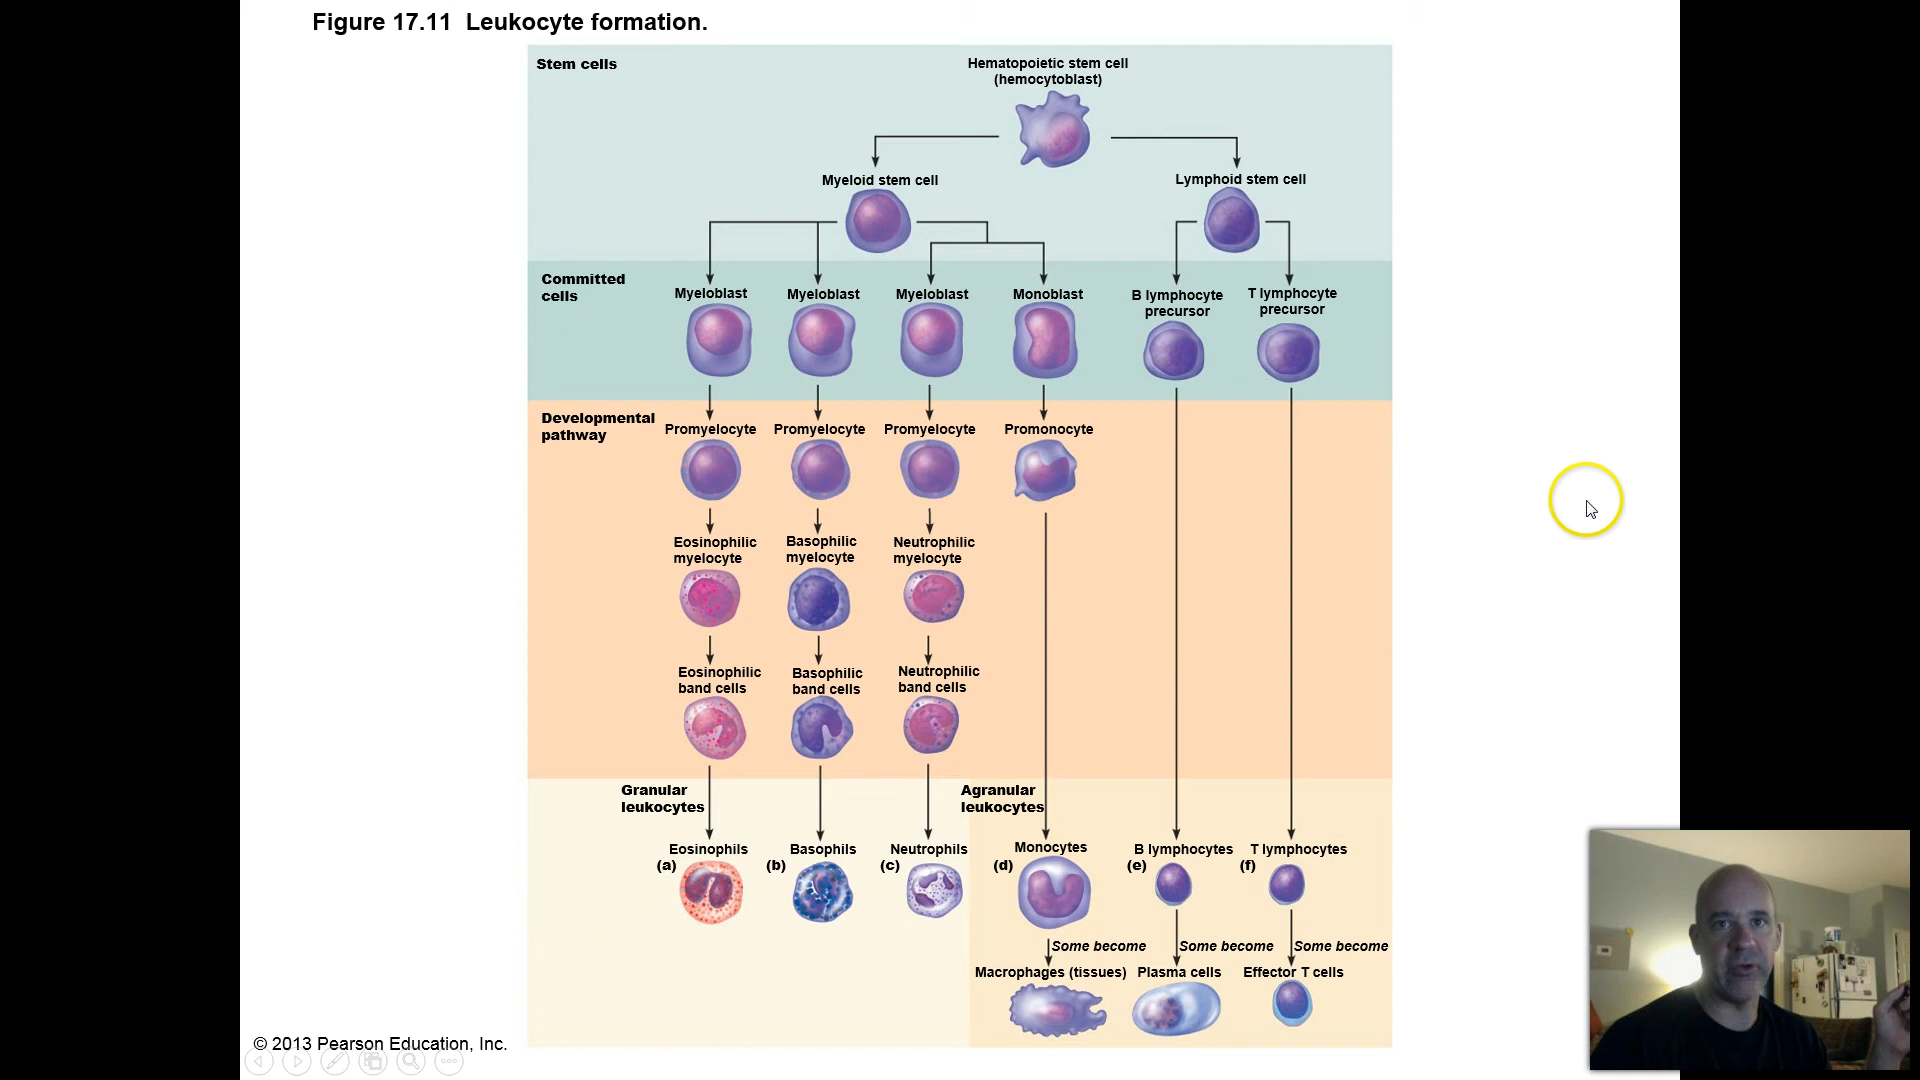 Figure 17.11  Leukocyte formation.
Stem cells
Hematopoietic stem cell
(hemocytoblast)
Myeloid stem cell
Lymphoid stem cell
Committed
cells
Myeloblast
Myeloblast
Myeloblast
Monoblast
B lymphocyte
precursor
T lymphocyte
precursor
Developmental
pathway
Promyelocyte
Promyelocyte
Promyelocyte
Promonocyte
Eosinophilic
myelocyte
Basophilic
myelocyte
Neutrophilic
myelocyte
Eosinophilic
band cells
Basophilic
band cells
Neutrophilic
band cells
Granular
leukocytes
Agranular
leukocytes
Eosinophils
(a)
Basophils
(b)
Neutrophils
(c)
Monocytes
(d)
B lymphocytes
(e)
T lymphocytes
(f)
Some become
Some become
Some become
Macrophages (tissues)
Plasma cells
Effector T cells
© 2013 Pearson Education, Inc.